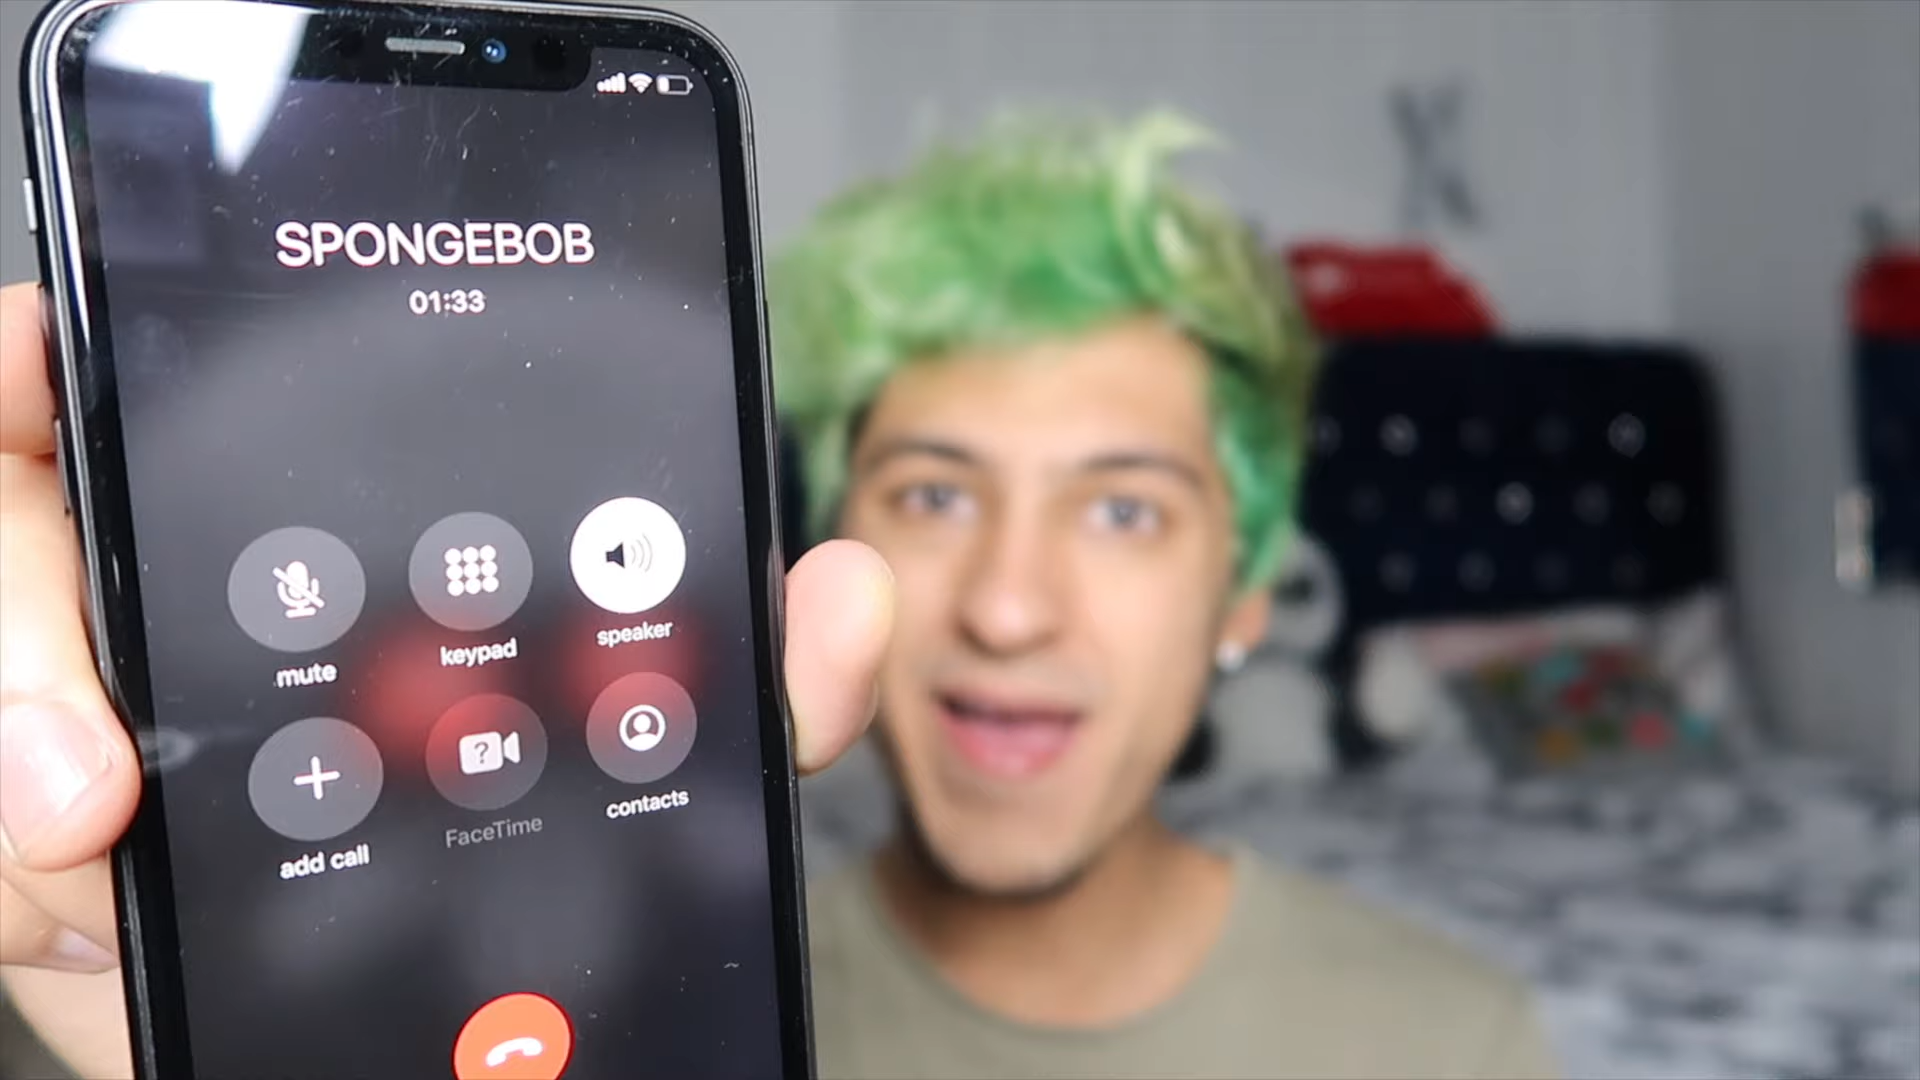 SPONGEBOB
01:33
mute
keypad
speaker
add call
FaceTime
contacts